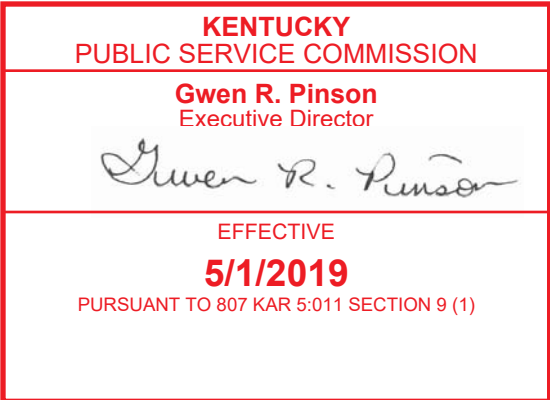 KENTUCKY
PUBLIC SERVICE COMMISSION
Gwen R. Pinson
Executive Director
Gwen R. Pinson
EFFECTIVE
5/1/2019
PURSUANT TO 807 KAR 5:011 SECTION 9 (1)